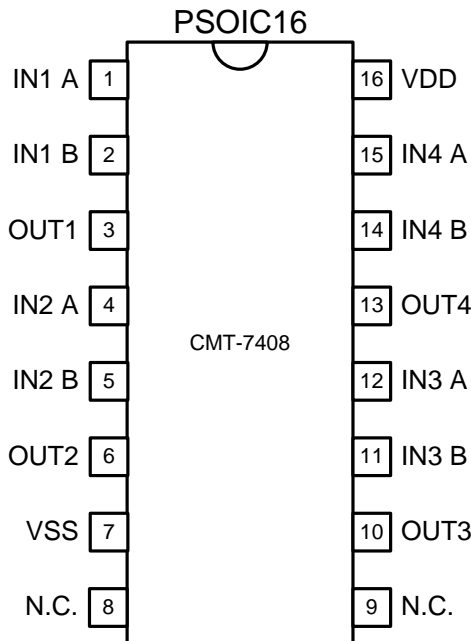 PSOIC16
IN1 A 1 16 VDD
IN1 B 2 15 IN4 A
OUT1 3 14 IN4 B
IN2 A 4 13 OUT4
CMT-7408
IN2 B 5 12 IN3 A
OUT2 6 11 IN3 B
VSS 7 10 OUT3
N.C. 8 9 N.C.